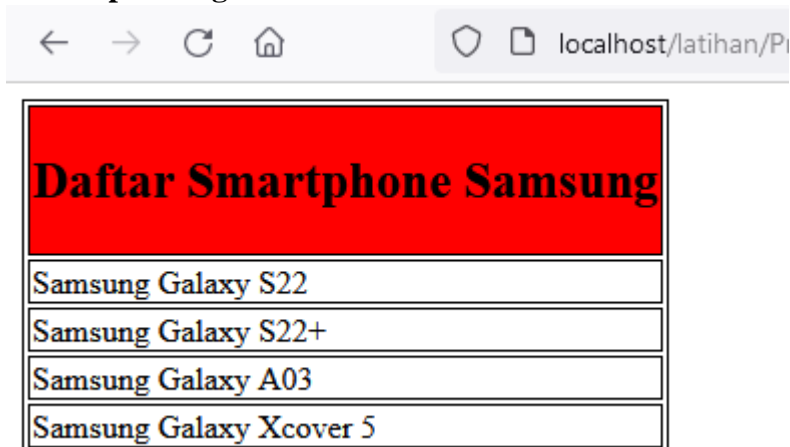 localhost/latihan/Pr
Daftar Smartphone Samsung
Samsung Galaxy S22
Samsung Galaxy S22+
Samsung Galaxy A03
Samsung Galaxy Xcover 5